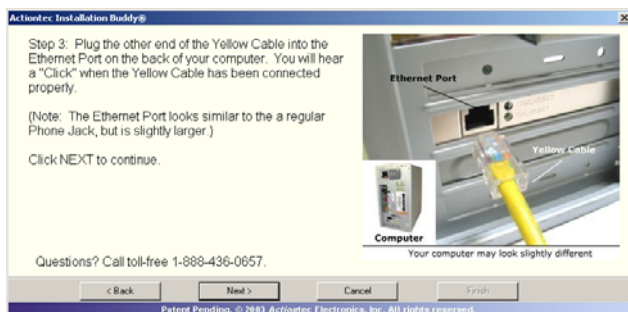 Actiontec Installation Buddy®
Step 3: Plug the other end of the Yellow Cable into the
Ethernet Port on the back of your computer. You will hear
a "Click" when the Yellow Cable has been connected
properly.
(Note: The Ethernet Port looks similar to the a regular
Phone Jack, but is slightly larger.)
Click NEXT to continue.
Questions? Call toll-free 1-888-436-0657.
Ethernet Port
Yellow Cable
Computer
Your computer may look slightly different
< Back
Next >
Cancel
Finish
Patent Pending, © 2003 Actiontec Electronics, Inc. All rights reserved.